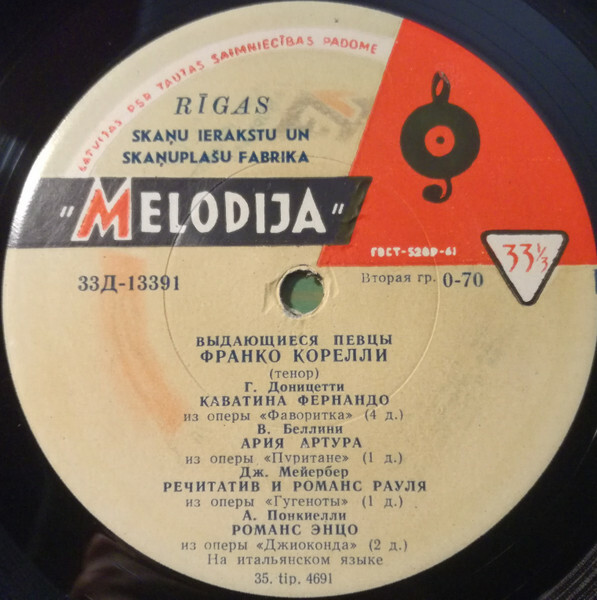 LATVIJAS PSR TAUTAS SAIMNIECĪBAS PADOME
RĪGAS
SKAŅU IERAKSTU UN
SKAŅUPLAŠU FABRIKA
"MELODIJA"
ГОСТ-5289-61
33⅓
33Д-13391
Вторая гр. 0-70
ВЫДАЮЩИЕСЯ ПЕВЦЫ
ФРАНКО КОРЕЛЛИ
(тенор)
Г. Доницетти
КАВАТИНА ФЕРНАНДО
из оперы «Фаворитка» (4 д.)
В. Беллини
АРИЯ АРТУРА
из оперы «Пуритане» (1 д.)
Дж. Мейербер
РЕЧИТАТИВ И РОМАНС РАУЛЯ
из оперы «Гугеноты» (1 д.)
А. Понкиелли
РОМАНС ЭНЦО
из оперы «Джиоконда» (2 д.)
На итальянском языке
35. tip. 4691